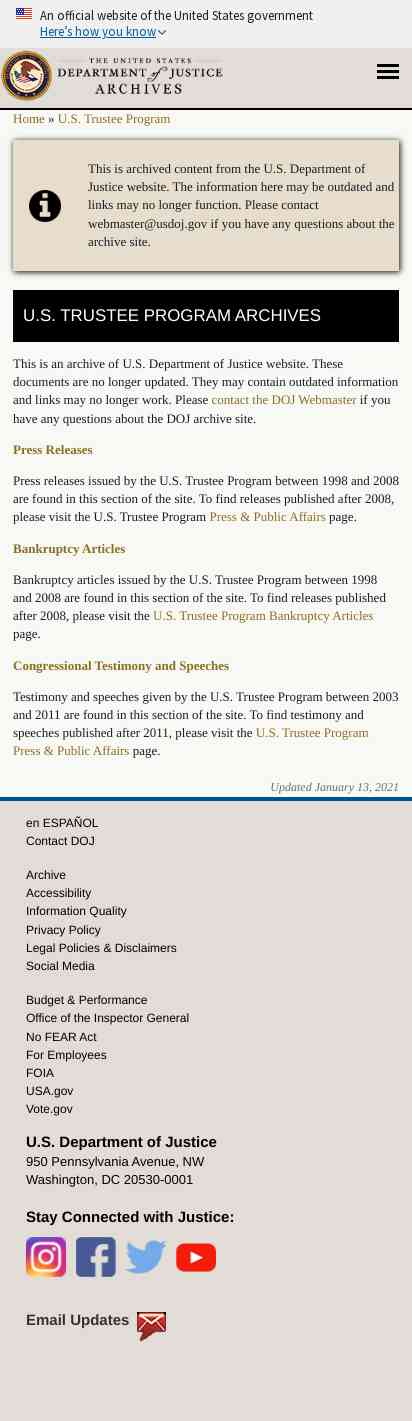 An official website of the United States government
Here's how you know
THE UNITED STATES
DEPARTMENT of JUSTICE
ARCHIVES
Home » U.S. Trustee Program
This is archived content from the U.S. Department of
Justice website. The information here may be outdated and
links may no longer function. Please contact
webmaster@usdoj.gov if you have any questions about the
archive site.
U.S. TRUSTEE PROGRAM ARCHIVES
This is an archive of U.S. Department of Justice website. These
documents are no longer updated. They may contain outdated information
and links may no longer work. Please contact the DOJ Webmaster if you
have any questions about the DOJ archive site.
Press Releases
Press releases issued by the U.S. Trustee Program between 1998 and 2008
are found in this section of the site. To find releases published after 2008,
please visit the U.S. Trustee Program Press & Public Affairs page.
Bankruptcy Articles
Bankruptcy articles issued by the U.S. Trustee Program between 1998
and 2008 are found in this section of the site. To find releases published
after 2008, please visit the U.S. Trustee Program Bankruptcy Articles
page.
Congressional Testimony and Speeches
Testimony and speeches given by the U.S. Trustee Program between 2003
and 2011 are found in this section of the site. To find testimony and
speeches published after 2011, please visit the U.S. Trustee Program
Press & Public Affairs page.
Updated January 13, 2021
en ESPAÑOL
Contact DOJ
Archive
Accessibility
Information Quality
Privacy Policy
Legal Policies & Disclaimers
Social Media
Budget & Performance
Office of the Inspector General
No FEAR Act
For Employees
FOIA
USA.gov
Vote.gov
U.S. Department of Justice
950 Pennsylvania Avenue, NW
Washington, DC 20530-0001
Stay Connected with Justice:
Email Updates